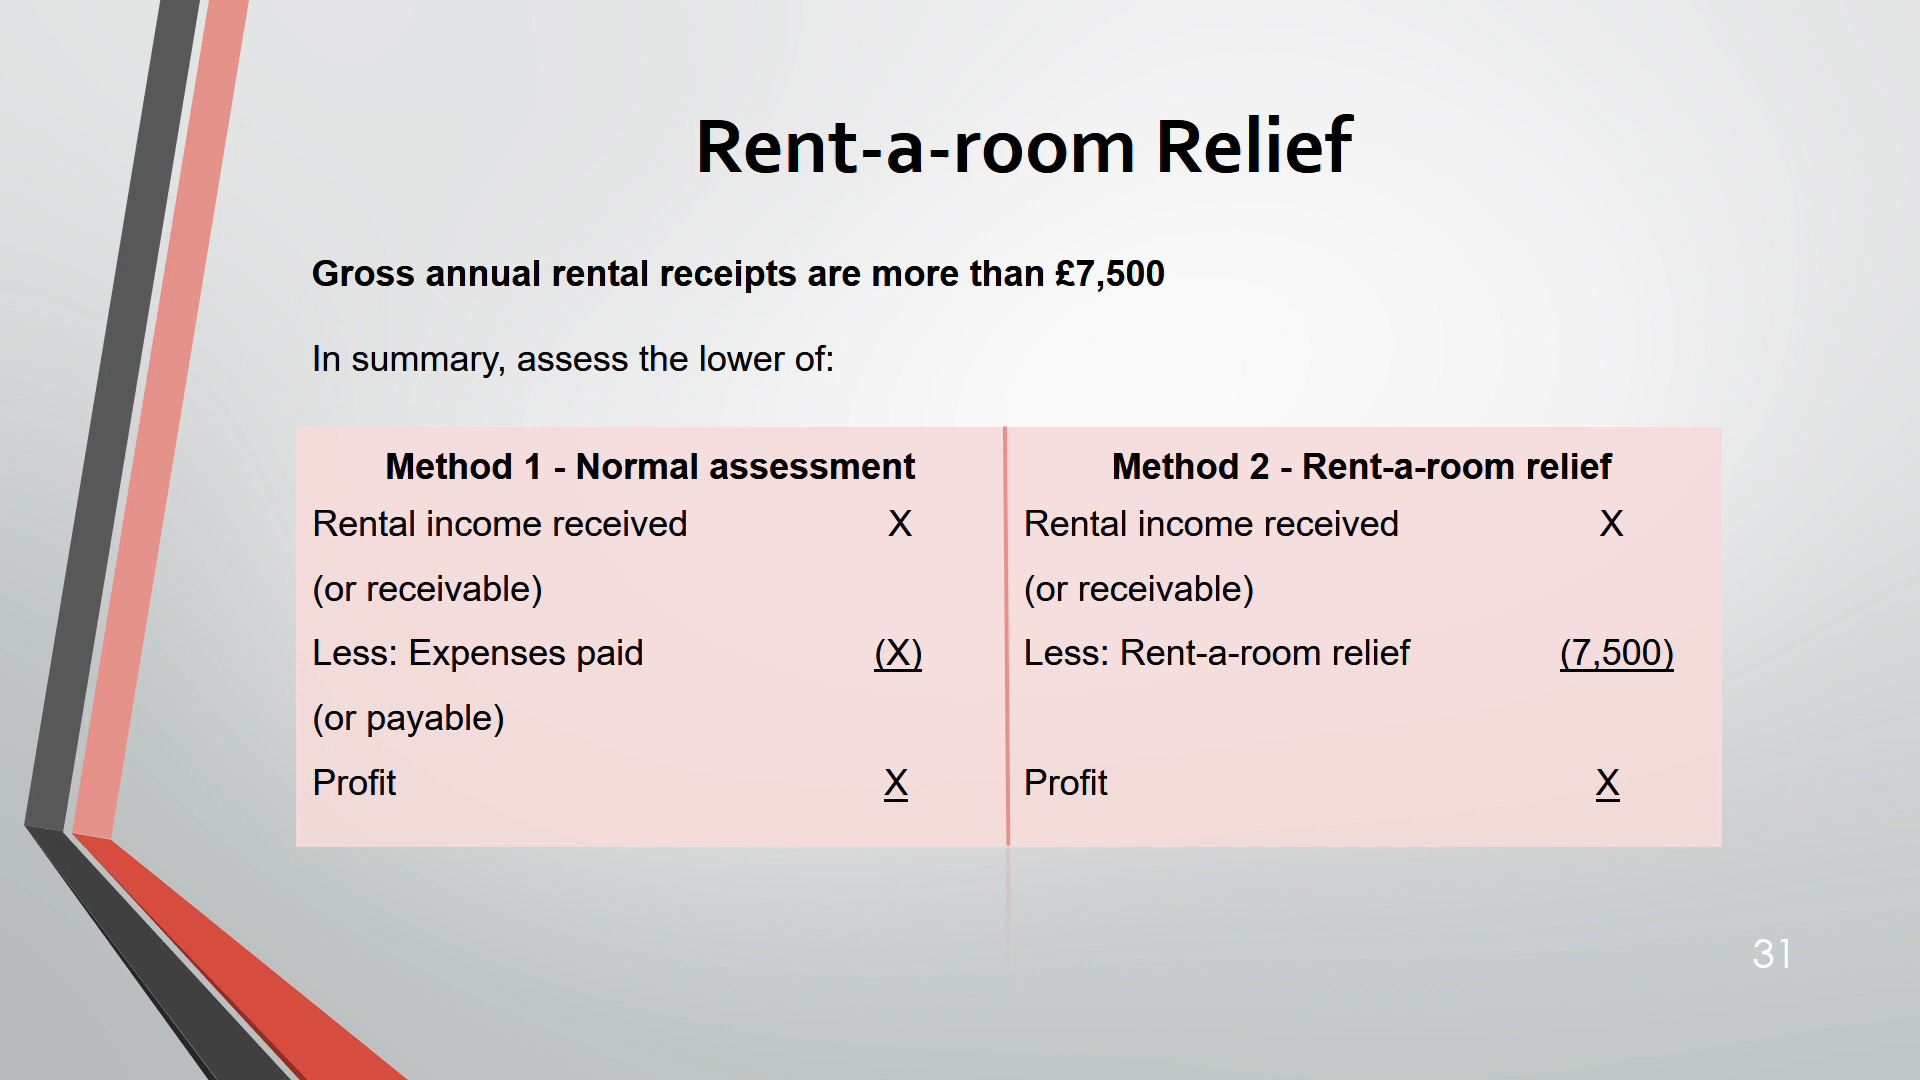 Rent-a-room Relief
Gross annual rental receipts are more than £7,500
In summary, assess the lower of:
Method 1 - Normal assessment
Rental income received X
(or receivable)
Less: Expenses paid (X)
(or payable)
Profit X
Method 2 - Rent-a-room relief
Rental income received X
(or receivable)
Less: Rent-a-room relief (7,500)
Profit X
31